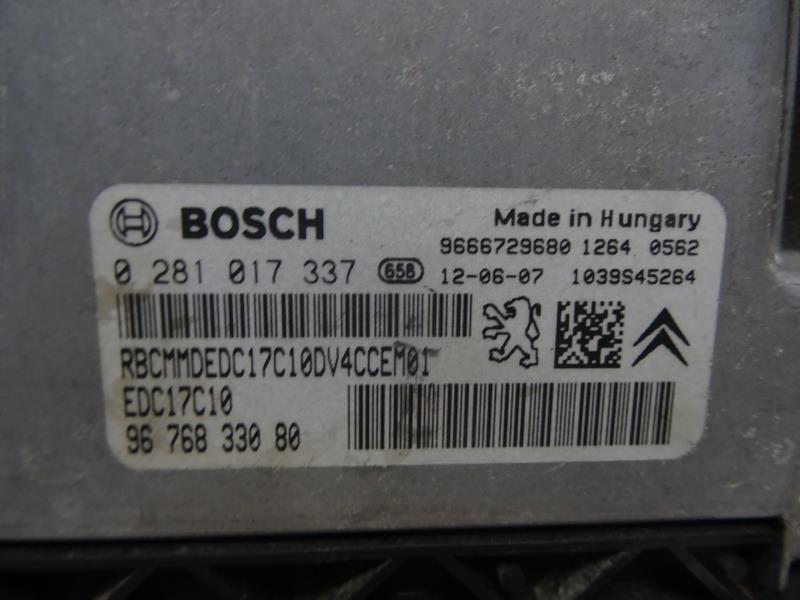 BOSCH
Made in Hungary
9666729680 1264 0562
0 281 017 337 658 12-06-07 1039S45264
RBCMMDEDC17C10DV4CCEM01
EDC17C10
96 768 330 80